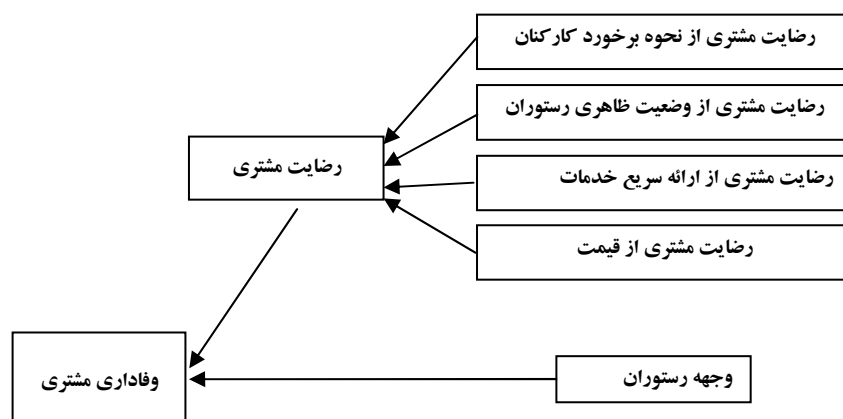 رضایت مشتری از نحوه برخورد کارکنان
رضایت مشتری از وضعیت ظاهری رستوران
رضایت مشتری
رضایت مشتری از ارائه سریع خدمات
رضایت مشتری از قیمت
وفاداری مشتری
وجهه رستوران